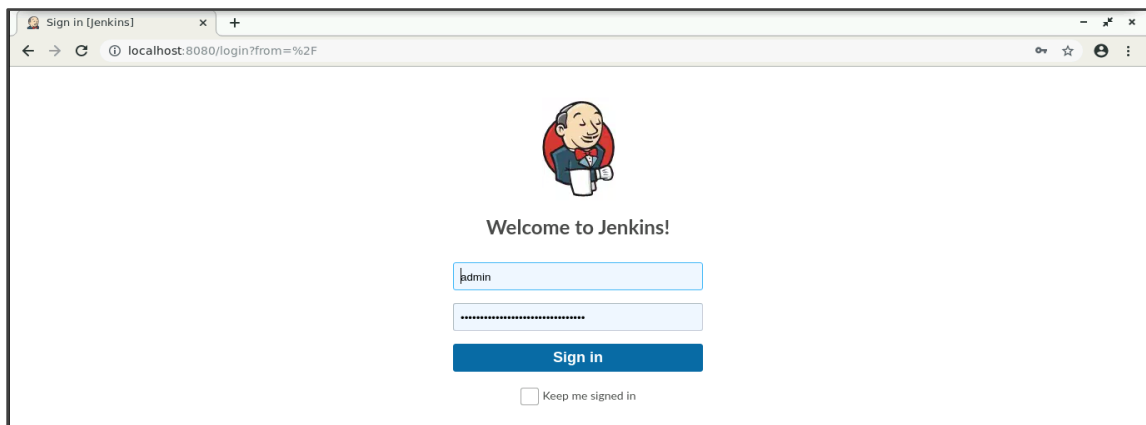 Sign in [Jenkins]
localhost:8080/login?from=%2F
Welcome to Jenkins!
admin
••••••••••••••••••••••••••••••••
Sign in
Keep me signed in